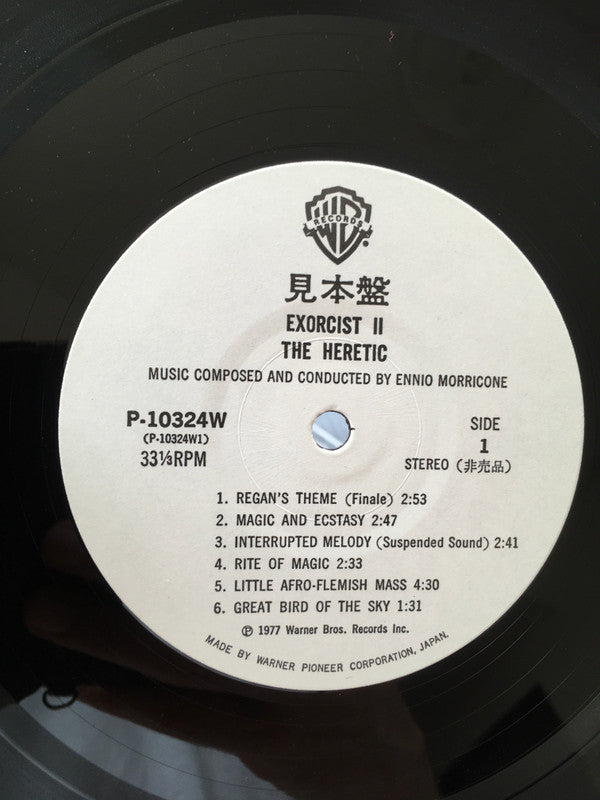 WB
RECORDS
®
見本盤
EXORCIST II
THE HERETIC
MUSIC COMPOSED AND CONDUCTED BY ENNIO MORRICONE
P-10324W
(P-10324W1)
33⅓RPM
SIDE
1
STEREO (非売品)
1. REGAN'S THEME (Finale) 2:53
2. MAGIC AND ECSTASY 2:47
3. INTERRUPTED MELODY (Suspended Sound) 2:41
4. RITE OF MAGIC 2:33
5. LITTLE AFRO-FLEMISH MASS 4:30
6. GREAT BIRD OF THE SKY 1:31
℗ 1977 Warner Bros. Records Inc.
MADE BY WARNER PIONEER CORPORATION, JAPAN.